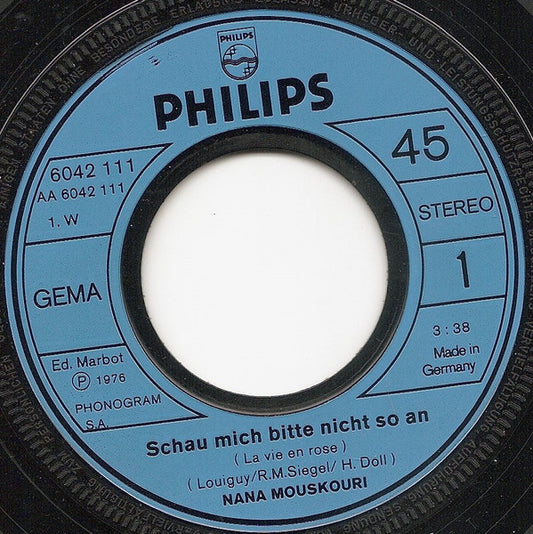 PHILIPS
PHILIPS
6042 111
AA 6042 111
1. W
GEMA
Ed. Marbot
Ⓟ 1976
PHONOGRAM
S.A.
45
STEREO
1
3 : 38
Made in
Germany
Schau mich bitte nicht so an
( La vie en rose )
( Louiguy/R.M.Siegel/ H. Doll )
NANA MOUSKOURI